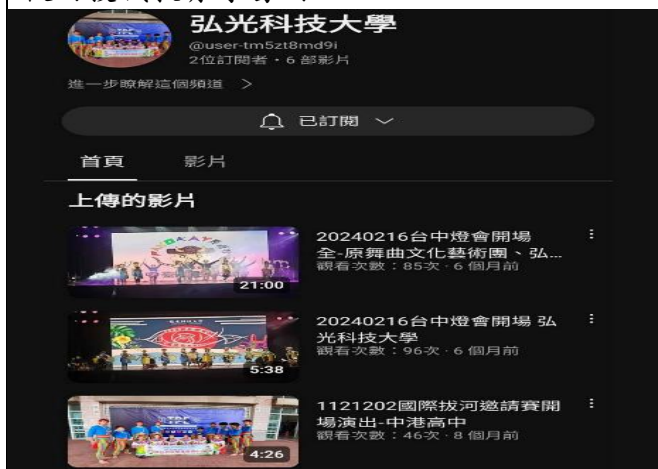 弘光科技大學
@user-tm5zt8md9i
2位訂閱者・6 部影片
進一步瞭解這個頻道 >
已訂閱
首頁
影片
上傳的影片
20240216台中燈會開場
全-原舞曲文化藝術團、弘...
觀看次數：85次・6 個月前
21:00
20240216台中燈會開場 弘
光科技大學
觀看次數：96次・6 個月前
5:38
1121202國際拔河邀請賽開
場演出-中港高中
觀看次數：46次・8 個月前
4:26